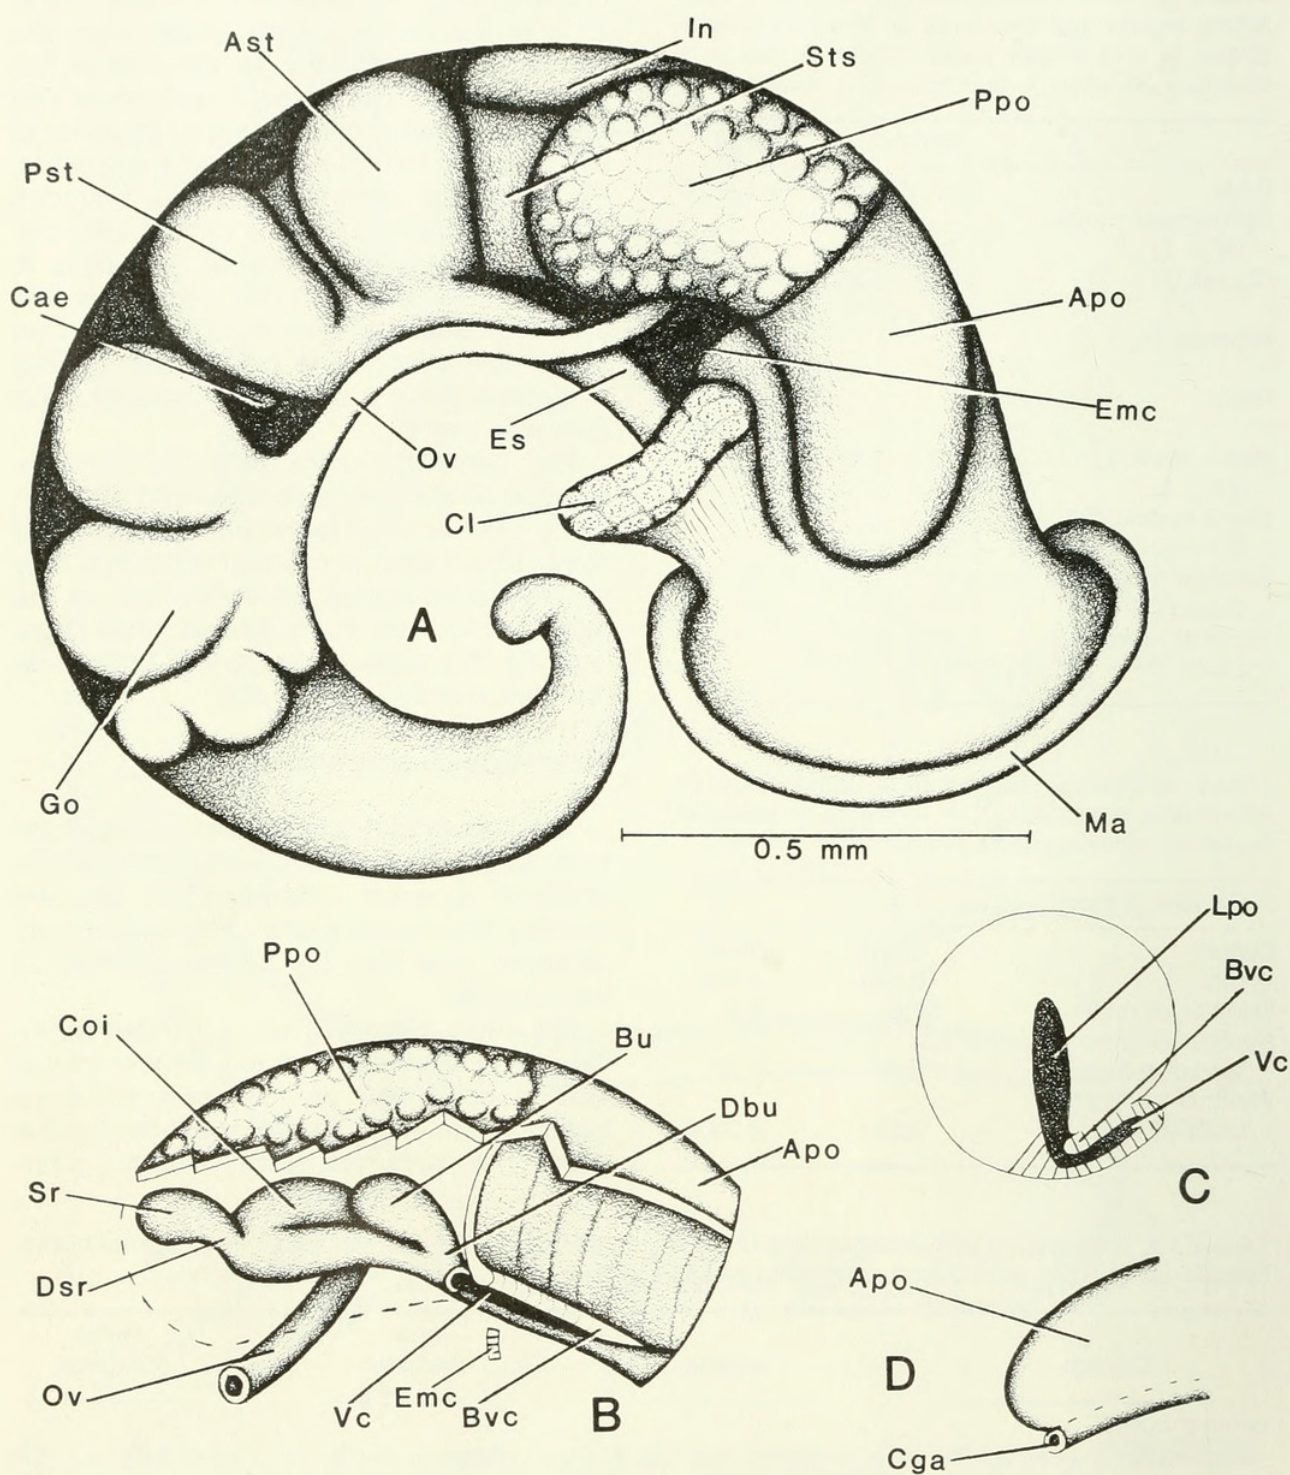 Ast
In
Sts
Ppo
Pst
Cae
Apo
Emc
Es
Ov
Cl
A
Go
Ma
0.5 mm
Lpo
Ppo
Bvc
Coi
Bu
Vc
Dbu
Apo
C
Sr
Dsr
Apo
D
Ov
Emc
Vc
Bvc
B
Cga